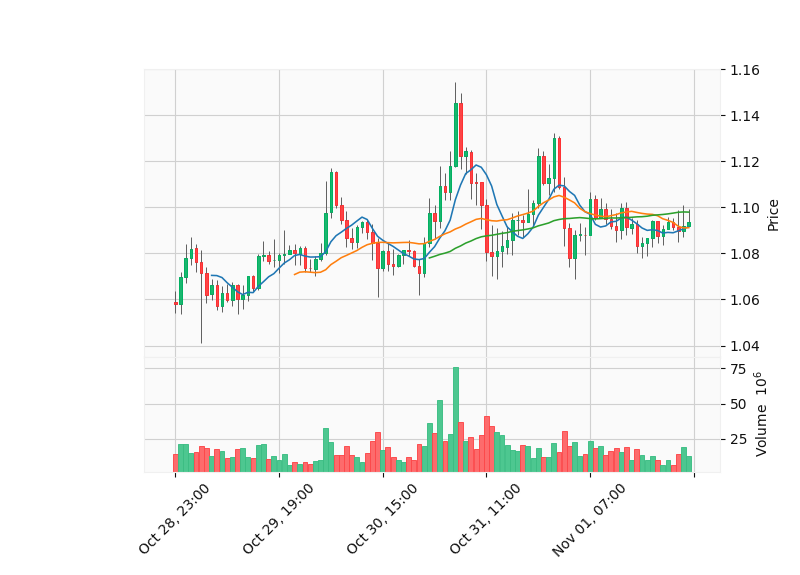 1.16
1.14
1.12
1.10
1.08
1.06
1.04
Price
75
50
25
Volume 10^6
Oct 28, 23:00
Oct 29, 19:00
Oct 30, 15:00
Oct 31, 11:00
Nov 01, 07:00